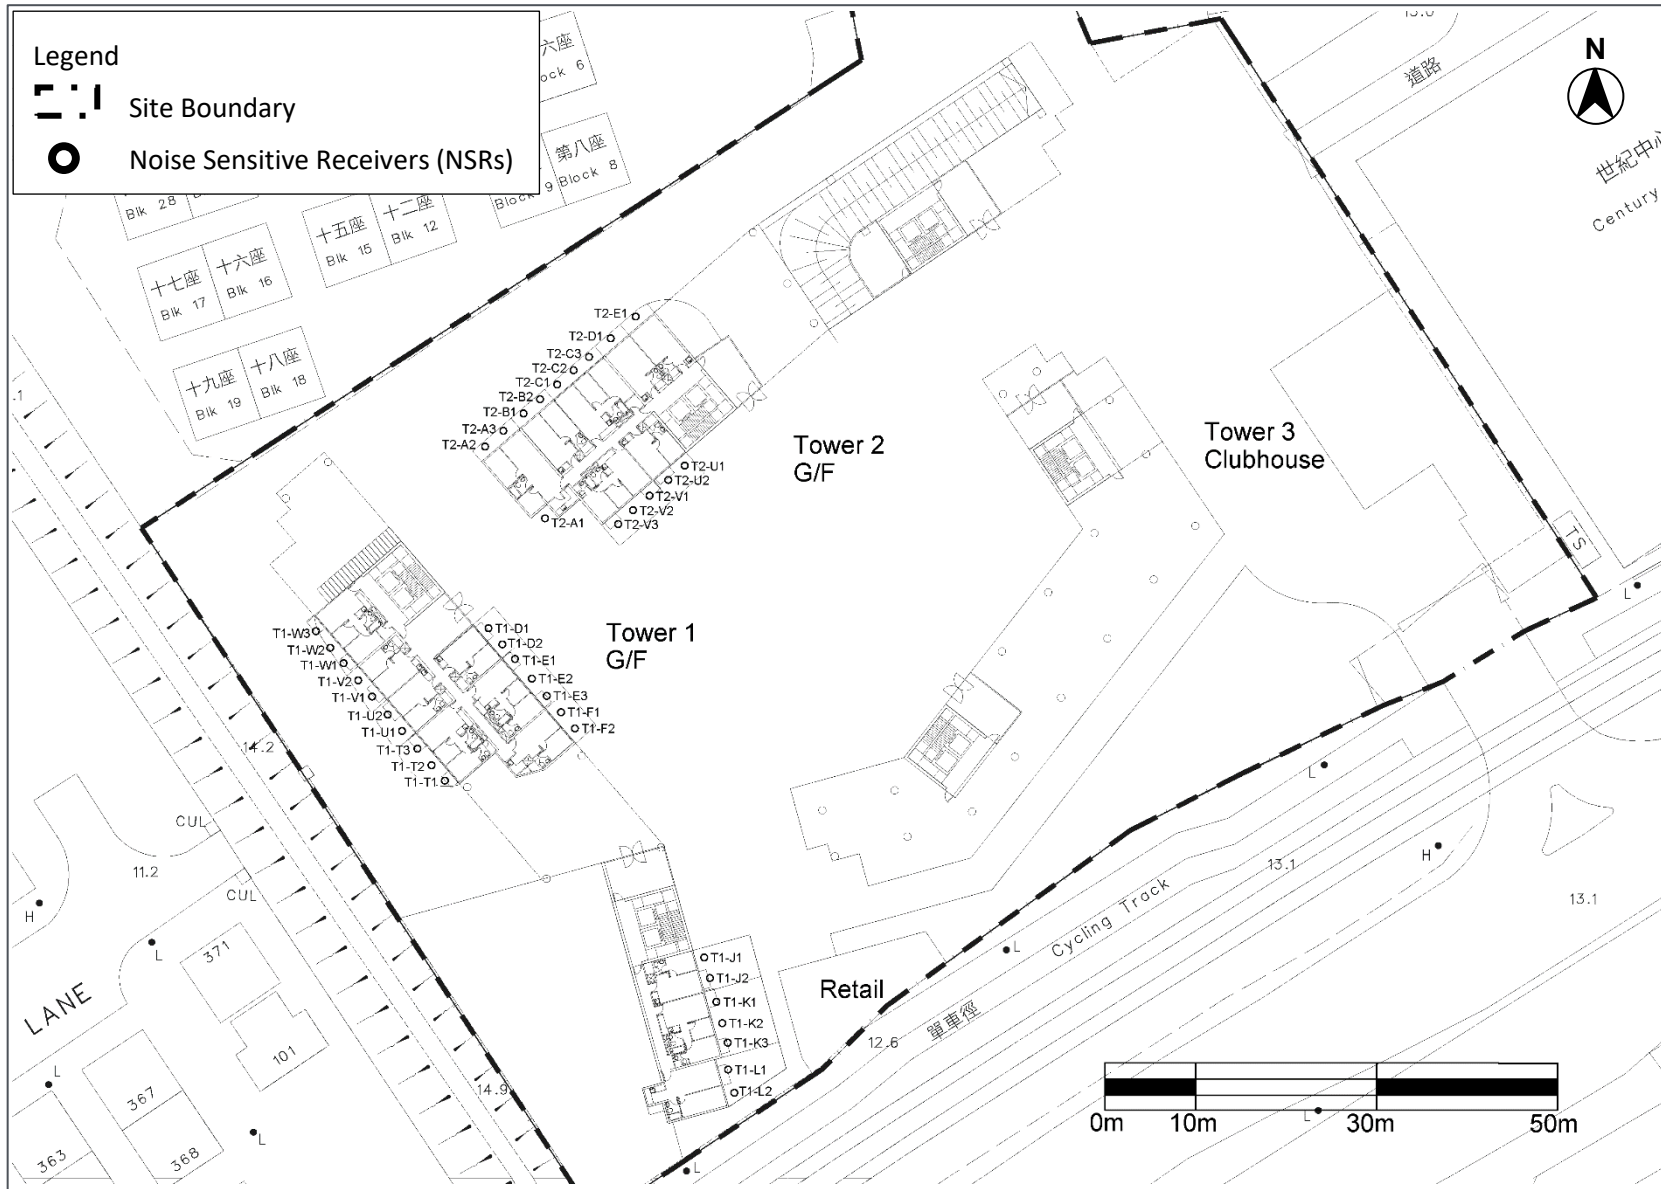 Legend
Site Boundary
Noise Sensitive Receivers (NSRs)
N
13.0
道路
世紀中心
Century
六座
ock 6
第八座
Block 8
Block 9
十二座
Blk 12
十五座
Blk 15
Blk 28
十六座
Blk 16
十七座
Blk 17
十八座
Blk 18
十九座
Blk 19
T2-E1
T2-D1
T2-C3
T2-C2
T2-C1
T2-B2
T2-B1
T2-A3
T2-A2
T2-A1
T2-U1
T2-U2
T2-V1
T2-V2
T2-V3
Tower 2
G/F
Tower 3
Clubhouse
TS
L
T1-W3
T1-W2
T1-W1
T1-V2
T1-V1
T1-U2
T1-U1
T1-T3
T1-T2
T1-T1
T1-D1
T1-D2
T1-E1
T1-E2
T1-E3
T1-F1
T1-F2
Tower 1
G/F
14.2
CUL
11.2
CUL
H
L
371
LANE
101
367
368
363
L
L
14.9
T1-J1
T1-J2
T1-K1
T1-K2
T1-K3
T1-L1
T1-L2
Retail
12.6
單車徑
Cycling Track
13.1
13.1
H
L
L
L
L
0m
10m
30m
50m